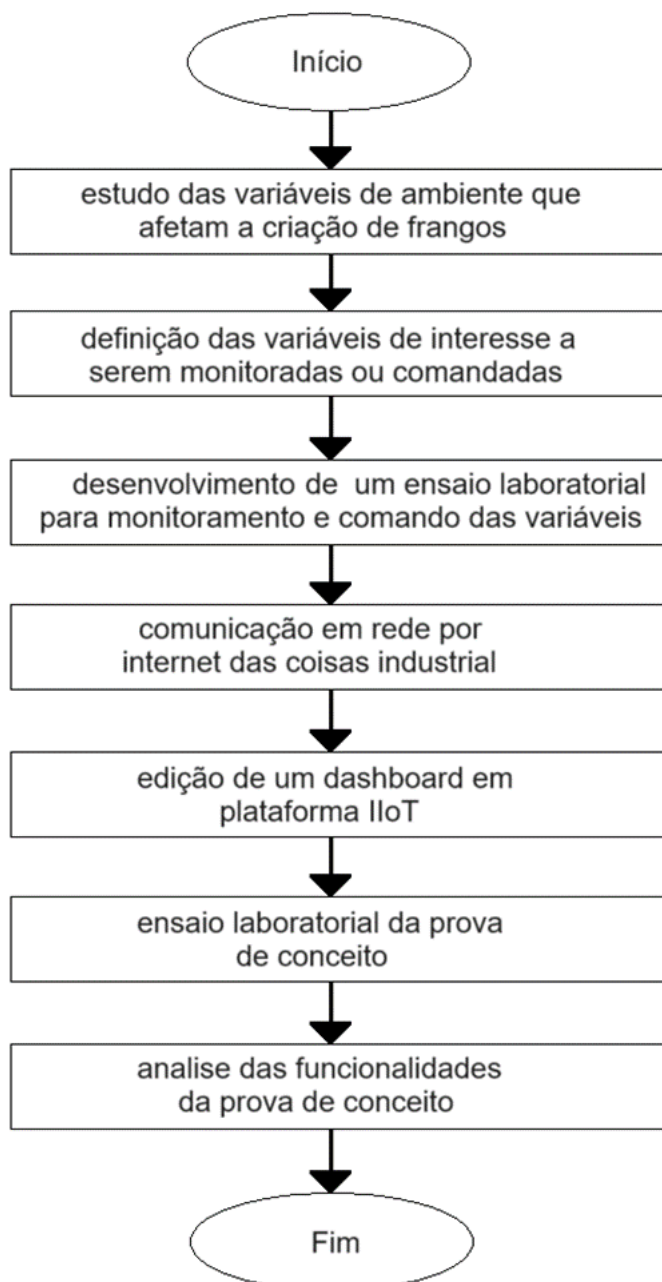 Início
estudo das variáveis de ambiente que
afetam a criação de frangos
definição das variáveis de interesse a
serem monitoradas ou comandadas
desenvolvimento de um ensaio laboratorial
para monitoramento e comando das variáveis
comunicação em rede por
internet das coisas industrial
edição de um dashboard em
plataforma IIoT
ensaio laboratorial da prova
de conceito
analise das funcionalidades
da prova de conceito
Fim